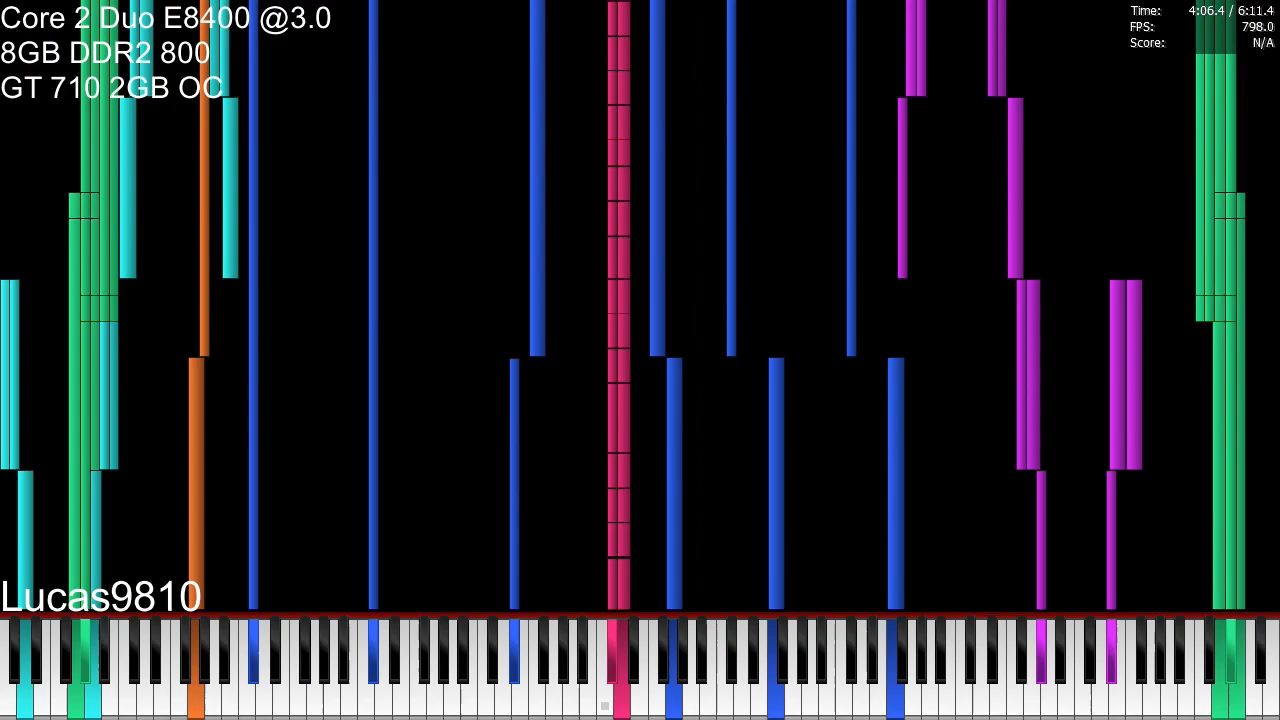 Core 2 Duo E8400 @3.0
8GB DDR2 800
GT 710 2GB OC
Time: 4:06.4 / 6:11.4
FPS: 798.0
Score: N/A
Lucas9810